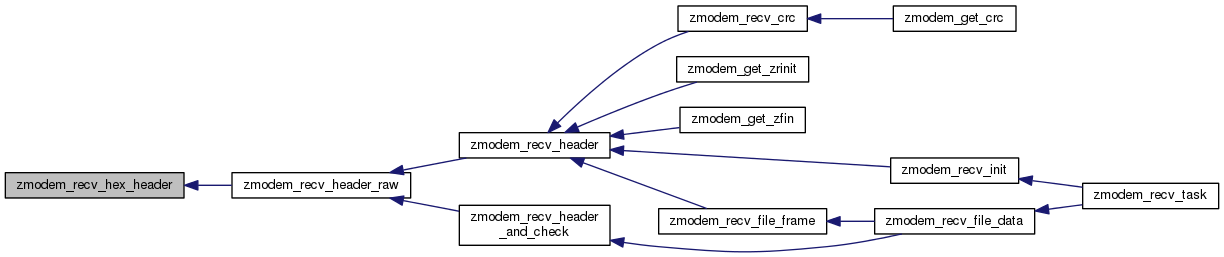 zmodem_recv_crc
zmodem_get_crc
zmodem_get_zrinit
zmodem_get_zfin
zmodem_recv_header
zmodem_recv_init
zmodem_recv_hex_header
zmodem_recv_header_raw
zmodem_recv_task
zmodem_recv_header
_and_check
zmodem_recv_file_frame
zmodem_recv_file_data